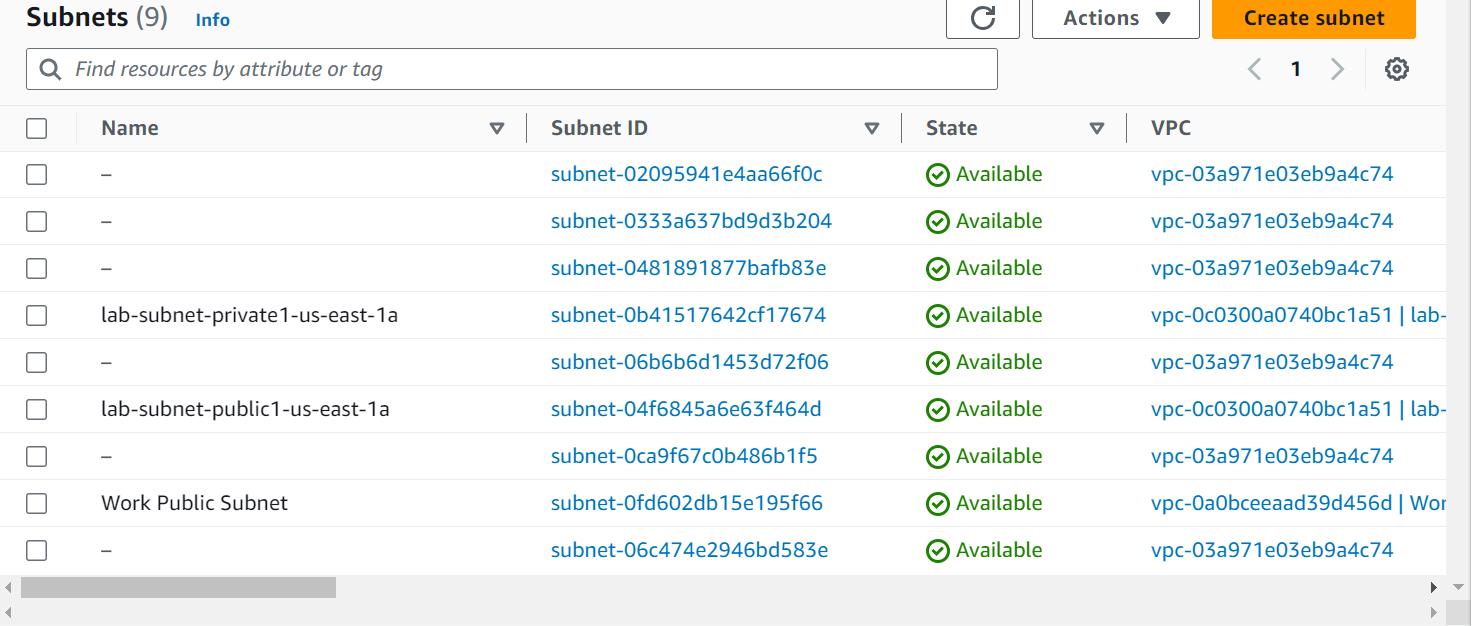 Subnets (9) Info Actions Create subnet
Find resources by attribute or tag 1
Name Subnet ID State VPC
– subnet-02095941e4aa66f0c Available vpc-03a971e03eb9a4c74
– subnet-0333a637bd9d3b204 Available vpc-03a971e03eb9a4c74
– subnet-0481891877bafb83e Available vpc-03a971e03eb9a4c74
lab-subnet-private1-us-east-1a subnet-0b41517642cf17674 Available vpc-0c0300a0740bc1a51 | lab-
– subnet-06b6b6d1453d72f06 Available vpc-03a971e03eb9a4c74
lab-subnet-public1-us-east-1a subnet-04f6845a6e63f464d Available vpc-0c0300a0740bc1a51 | lab-
– subnet-0ca9f67c0b486b1f5 Available vpc-03a971e03eb9a4c74
Work Public Subnet subnet-0fd602db15e195f66 Available vpc-0a0bceeaad39d456d | Wor
– subnet-06c474e2946bd583e Available vpc-03a971e03eb9a4c74